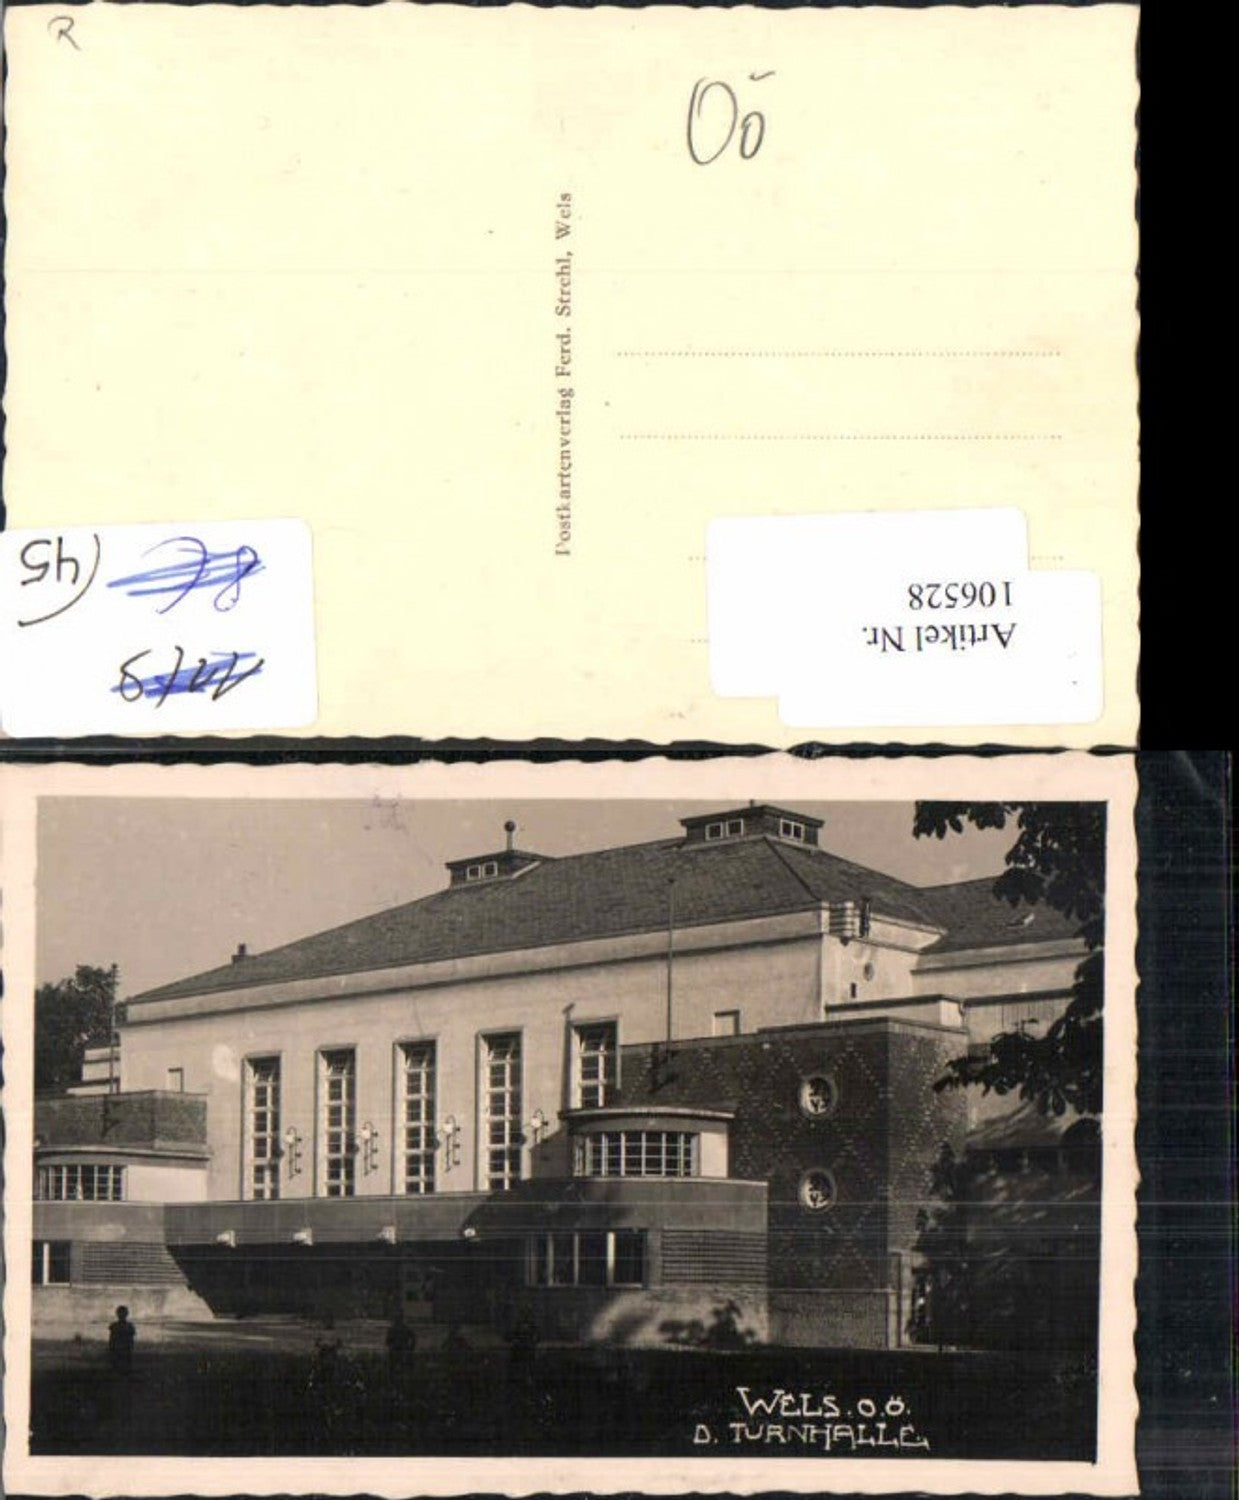 R
Oö
Postkartenverlag Ferd. Strehl, Wels
(45
Artikel Nr.
106528
WELS. O.Ö.
D. TURNHALLE.